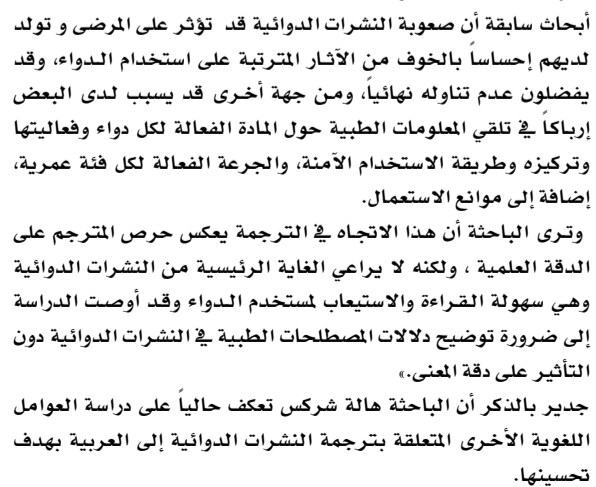 أبحاث سابقة أن صعوبة النشرات الدوائية قد تؤثر على المرضى و تولد
لديهم إحساساً بالخوف من الآثار المترتبة على استخدام الدواء، وقد
يفضلون عدم تناوله نهائياً، ومن جهة أخرى قد يسبب لدى البعض
إرباكاً في تلقي المعلومات الطبية حول المادة الفعالة لكل دواء وفعاليتها
وتركيزه وطريقة الاستخدام الآمنة، والجرعة الفعالة لكل فئة عمرية،
إضافة إلى موانع الاستعمال.
وترى الباحثة أن هذا الاتجاه في الترجمة يعكس حرص المترجم على
الدقة العلمية ، ولكنه لا يراعي الغاية الرئيسية من النشرات الدوائية
وهي سهولة القراءة والاستيعاب لمستخدم الدواء وقد أوصت الدراسة
إلى ضرورة توضيح دلالات المصطلحات الطبية في النشرات الدوائية دون
التأثير على دقة المعنى.»
جدير بالذكر أن الباحثة هالة شركس تعكف حالياً على دراسة العوامل
اللغوية الأخرى المتعلقة بترجمة النشرات الدوائية إلى العربية بهدف
تحسينها.